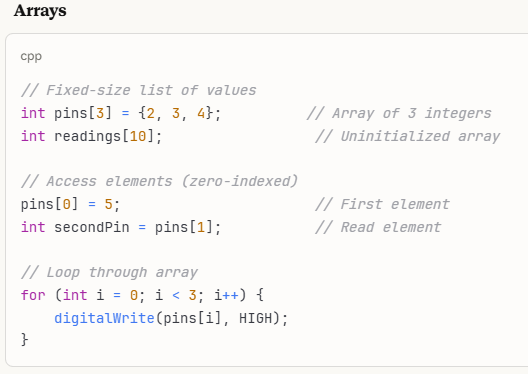 Arrays
cpp
// Fixed-size list of values
int pins[3] = {2, 3, 4};          // Array of 3 integers
int readings[10];                  // Uninitialized array
// Access elements (zero-indexed)
pins[0] = 5;                       // First element
int secondPin = pins[1];           // Read element
// Loop through array
for (int i = 0; i < 3; i++) {
    digitalWrite(pins[i], HIGH);
}